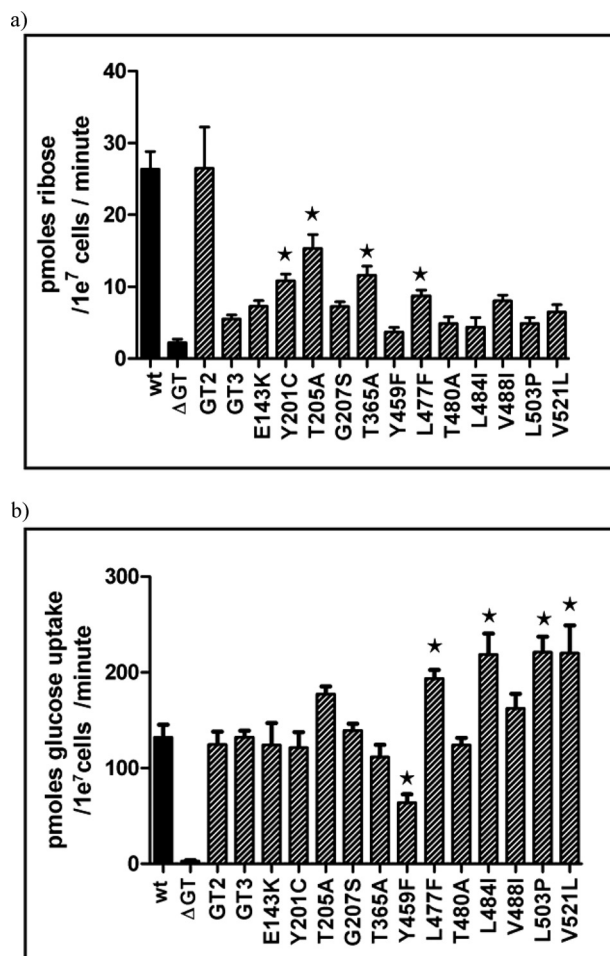 a)
pmoles ribose
/1e⁷ cells / minute
40
30
20
10
0
★ ★ ★ ★
wt ΔGT GT2 GT3 E143K Y201C T205A G207S T365A Y459F L477F T480A L484I V488I L503P V521L
b)
pmoles glucose uptake
/1e⁷cells /minute
300
200
100
0
★ ★ ★ ★ ★
wt ΔGT GT2 GT3 E143K Y201C T205A G207S T365A Y459F L477F T480A L484I V488I L503P V521L